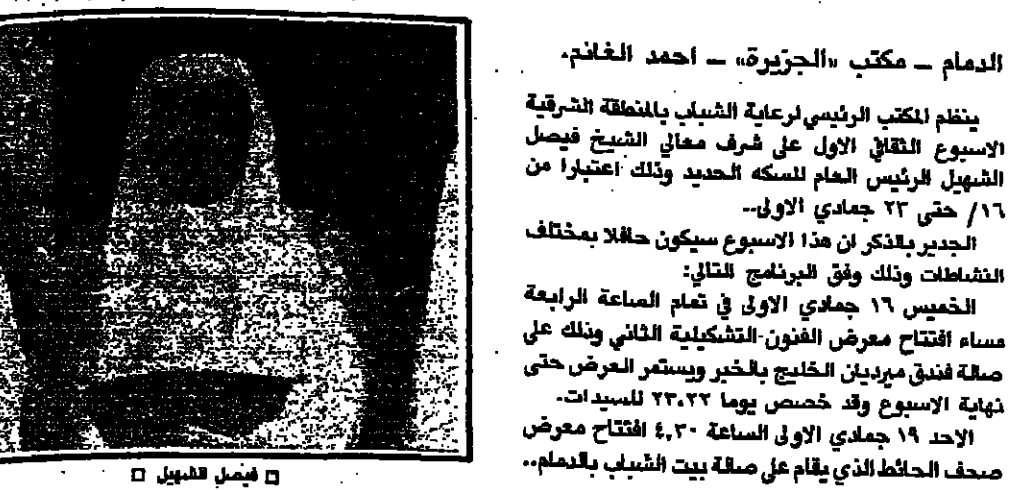 الدمام ــ مكتب «الجزيرة» ــ احمد الغانم.
ينظم المكتب الرئيسي لرعاية الشباب بالمنطقة الشرقية
الاسبوع الثقافي الاول على شرف معالي الشيخ فيصل
الشهيل الرئيس العام للسكه الحديد وذلك اعتبارا من
١٦/ حتى ٢٣ جمادي الاولى..
الجدير بالذكر ان هذا الاسبوع سيكون حافلا بمختلف
النشاطات وذلك وفق البرنامج التالي:
الخميس ١٦ جمادي الاولى في تمام الساعة الرابعة
مساء افتتاح معرض الفنون التشكيلية الثاني وذلك على
صالة فندق ميرديان الخليج بالخبر ويستمر العرض حتى
نهاية الاسبوع وقد خصص يوما ٢٣،٢٢ للسيدات.
الاحد ١٩ جمادي الاولى الساعة ٤,٣٠ افتتاح معرض
صحف الحائط الذي يقام على صالة بيت الشباب بالدمام..
□ فيصل الشهيل □